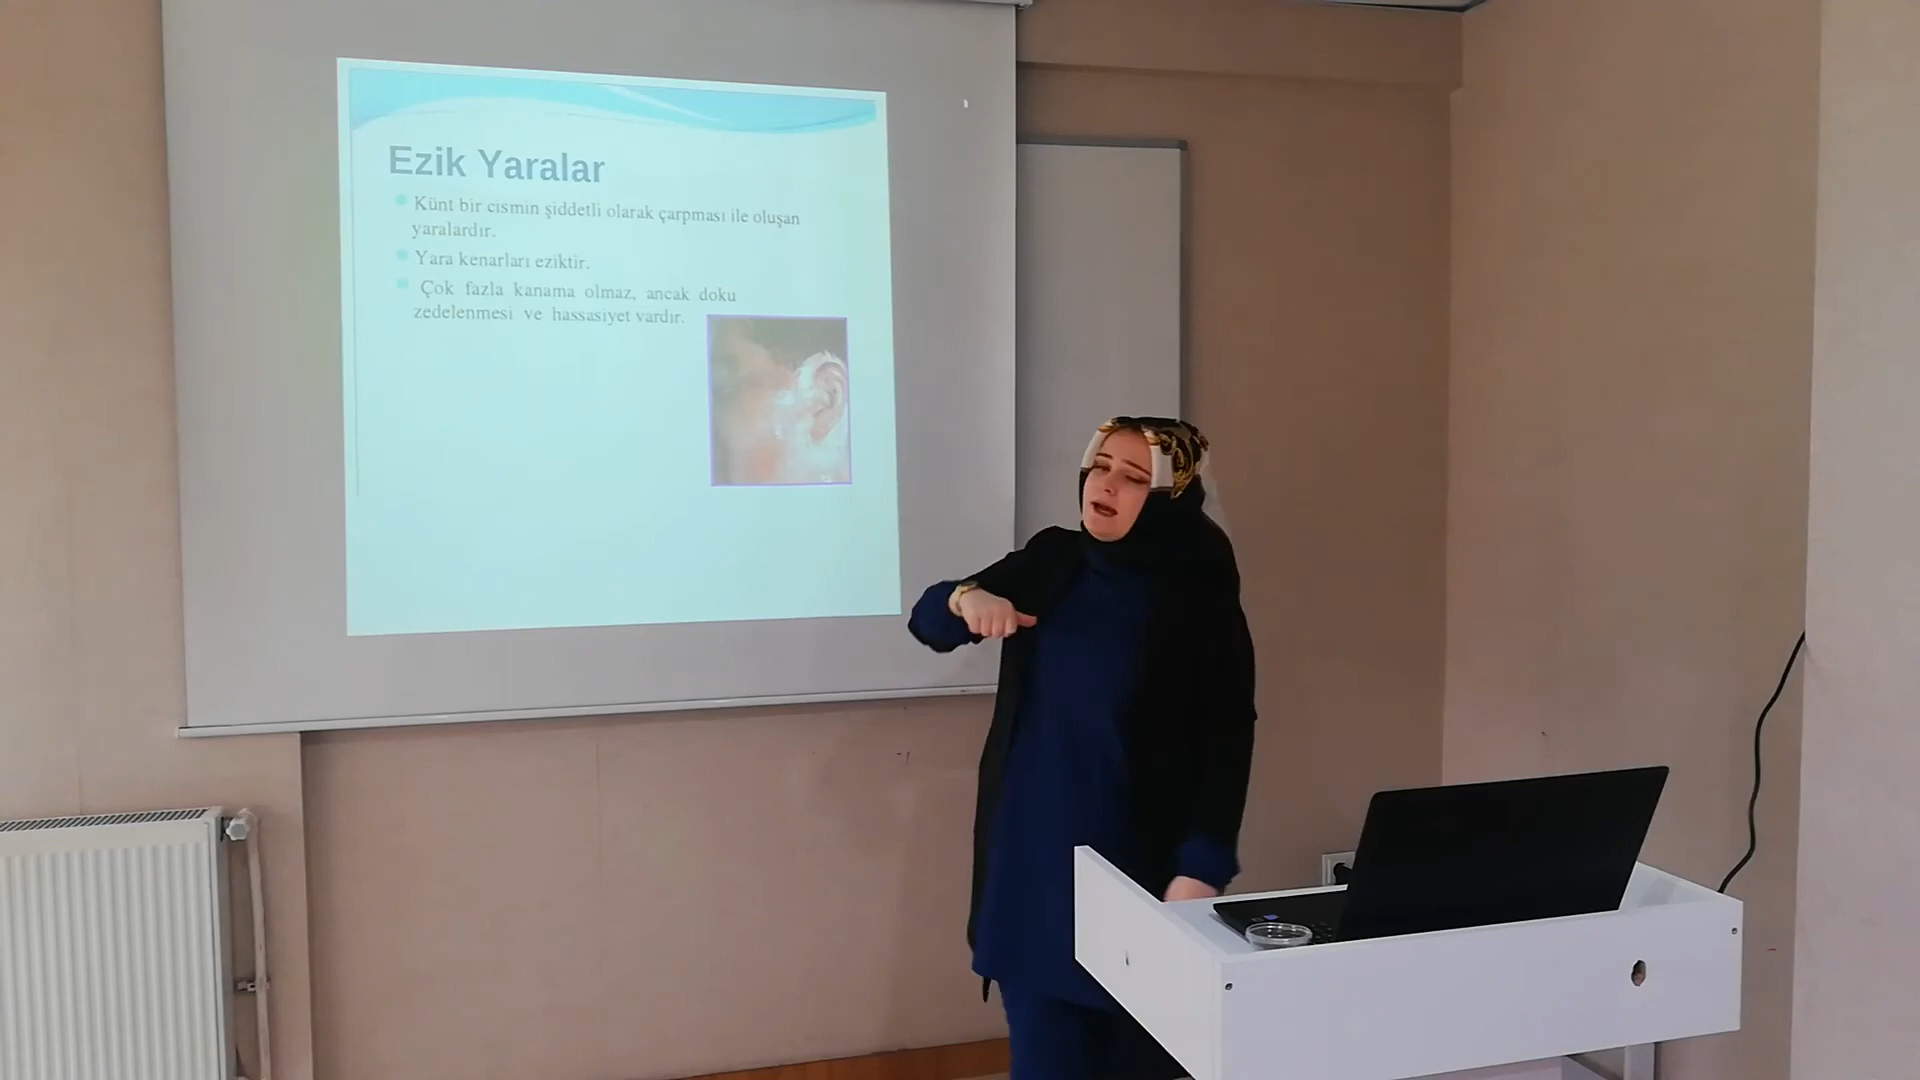 Ezik Yaralar
Künt bir cismin şiddetli olarak çarpması ile oluşan
yaralardır.
Yara kenarları eziktir.
Çok fazla kanama olmaz, ancak doku
zedelenmesi ve hassasiyet vardır.